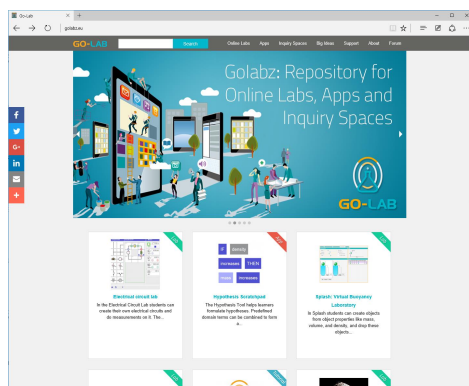 Go-Lab
golabz.eu
GO-LAB
Search
Online Labs Apps Inquiry Spaces Big Ideas Support About Forum
Golabz: Repository for
Online Labs, Apps and
Inquiry Spaces
GO-LAB
Electrical circuit lab
In the Electrical Circuit Lab students can
create their own electrical circuits and
do measurements on it. The...
IF density
increases THEN
mass increases
Hypothesis Scratchpad
The Hypothesis Tool helps learners
formulate hypotheses. Predefined
domain terms can be combined to form
a...
Splash: Virtual Buoyancy
Laboratory
In Splash students can create objects
from object properties like mass,
volume, and density, and drop these
objects...